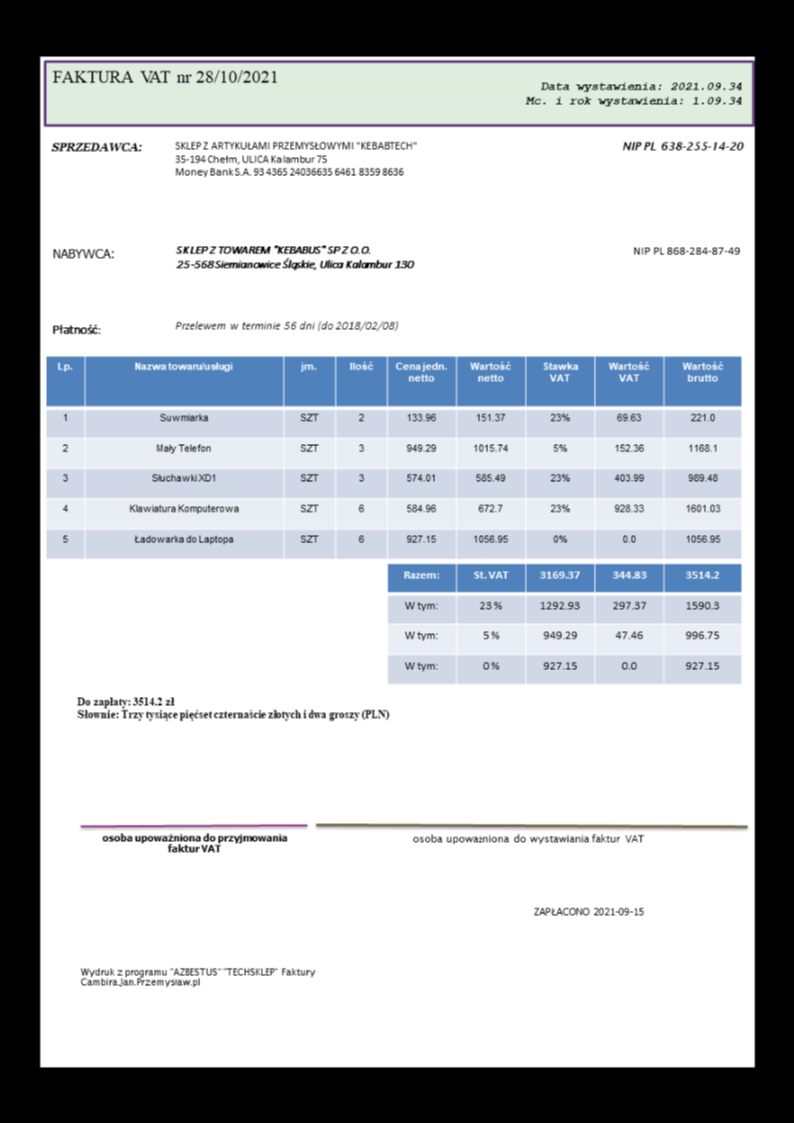 FAKTURA VAT nr 28/10/2021
Data wystawienia: 2021.09.34
Mc. i rok wystawienia: 1.09.34
SPRZEDAWCA:
SKLEP Z ARTYKUŁAMI PRZEMYSŁOWYMI "KEBABTECH"
35-194 Chełm, ULICA Kalambur 75
Money Bank S.A. 93 4365 24036635 6461 8359 8636
NIP PL 638-255-14-20
NABYWCA:
SKLEP Z TOWAREM "KEBABUS" SP Z O.O.
25-568 Siemianowice Śląskie, Ulica Kalambur 130
NIP PL 868-284-87-49
Płatność:
Przelewem w terminie 56 dni (do 2018/02/08)
Lp. Nazwa towaru/usługi jm. Ilość Cena jedn. netto Wartość netto Stawka VAT Wartość VAT Wartość brutto
1 Suwmiarka SZT 2 133.96 151.37 23% 69.63 221.0
2 Mały Telefon SZT 3 949.29 1015.74 5% 152.36 1168.1
3 Słuchawki XD1 SZT 3 574.01 585.49 23% 403.99 989.48
4 Klawiatura Komputerowa SZT 6 584.96 672.7 23% 928.33 1601.03
5 Ładowarka do Laptopa SZT 6 927.15 1056.95 0% 0.0 1056.95
Razem: St. VAT 3169.37 344.83 3514.2
W tym: 23 % 1292.93 297.37 1590.3
W tym: 5 % 949.29 47.46 996.75
W tym: 0 % 927.15 0.0 927.15
Do zapłaty: 3514.2 zł
Słownie: Trzy tysiące pięćset czternaście złotych i dwa groszy (PLN)
osoba upoważniona do przyjmowania
faktur VAT
osoba upoważniona do wystawiania faktur VAT
ZAPŁACONO 2021-09-15
Wydruk z programu "AZBESTUS" "TECHSKLEP" Faktury
Cambira.Jan.Przemysław.pl